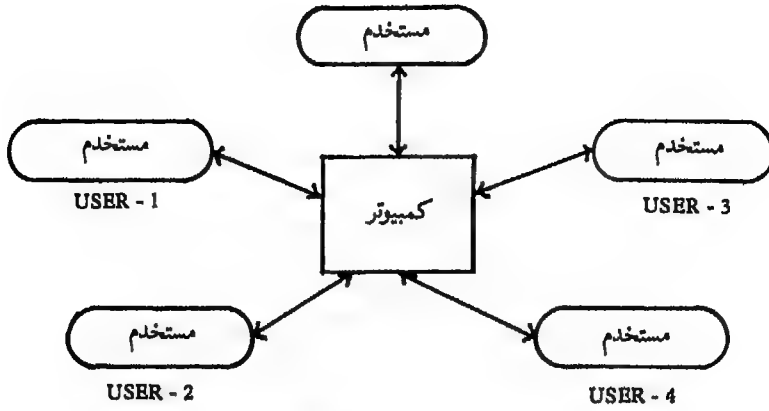 مستخدم
مستخدم
USER - 1
مستخدم
USER - 3
كمبيوتر
مستخدم
USER - 2
مستخدم
USER - 4